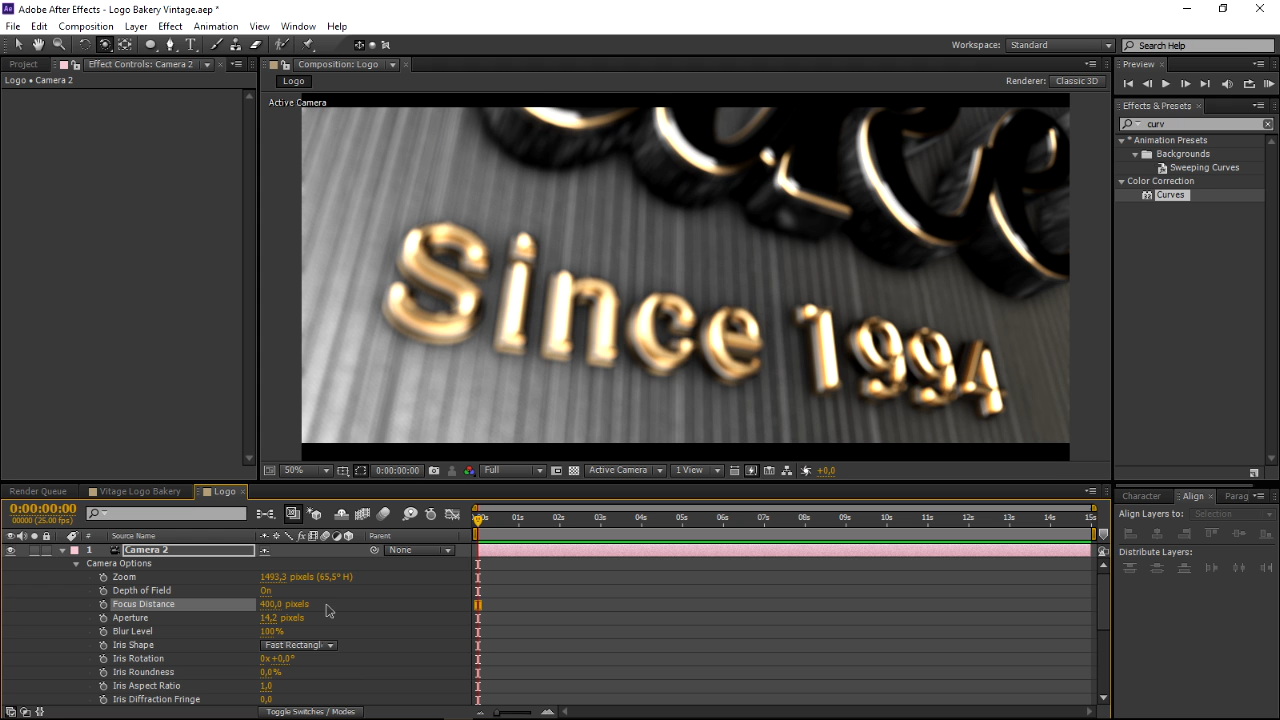 Adobe After Effects - Logo Bakery Vintage.aep *
File Edit Composition Layer Effect Animation View Window Help
Workspace: Standard Search Help
Project Effect Controls: Camera 2
Logo • Camera 2
Composition: Logo
Logo
Renderer: Classic 3D
Active Camera
Since 1994
50% 0:00:00:00 Full Active Camera 1 View +0,0
Preview
Effects & Presets
curv
* Animation Presets
Backgrounds
Sweeping Curves
Color Correction
Curves
Render Queue Vitage Logo Bakery Logo
0:00:00:00
00000 (25.00 fps)
# Source Name Parent
1 Camera 2 None
Camera Options
Zoom 1493,3 pixels (65,5° H)
Depth of Field On
Focus Distance 400,0 pixels
Aperture 14,2 pixels
Blur Level 100%
Iris Shape Fast Rectangl
Iris Rotation 0x+0,0°
Iris Roundness 0,0%
Iris Aspect Ratio 1,0
Iris Diffraction Fringe 0,0
Toggle Switches / Modes
01s 02s 03s 04s 05s 06s 07s 08s 09s 10s 11s 12s 13s 14s 15s
Character Align Parag
Align Layers to: Selection
Distribute Layers: